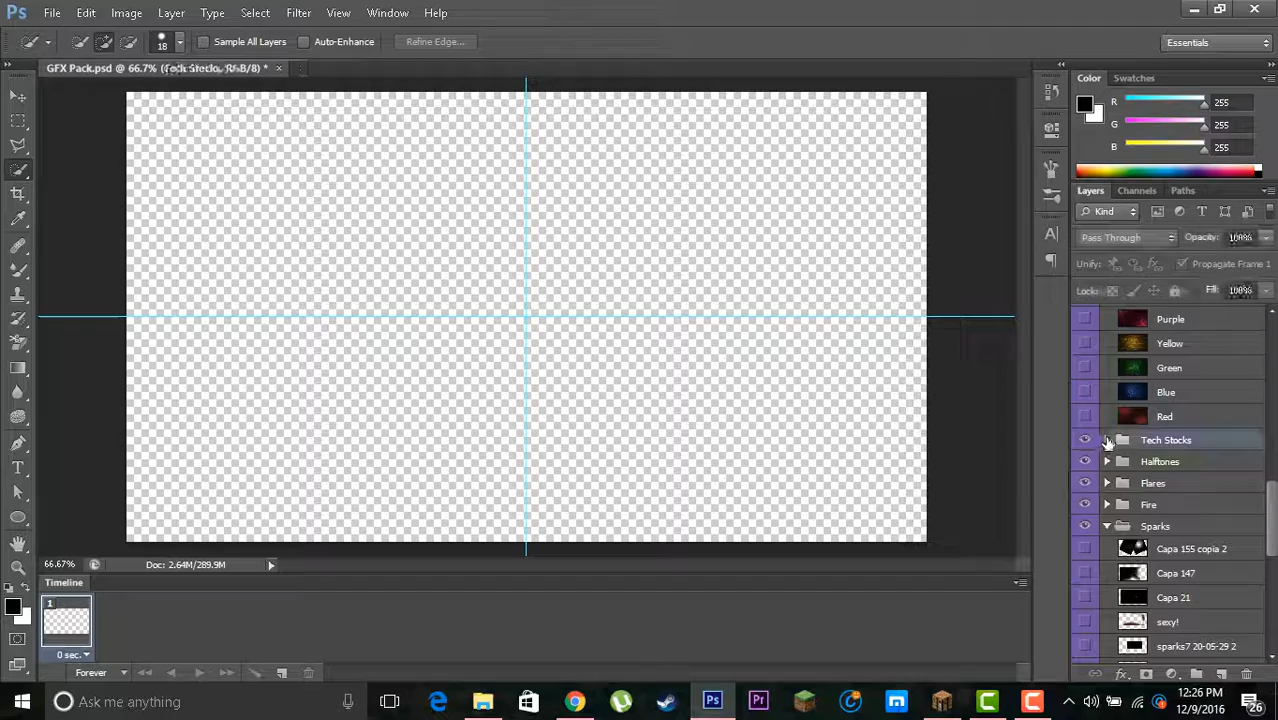 Ps File Edit Image Layer Type Select Filter 3D View Window Help
18 Sample All Layers Auto-Enhance Refine Edge... Essentials
GFX Pack.psd @ 66.7% (Tech Stocks, RGB/8) *
Color Swatches
R 255
G 255
B 255
Layers Channels Paths
Kind
Pass Through Opacity: 100%
Unify: Propagate Frame 1
Lock: Fill: 100%
Purple
Yellow
Green
Blue
Red
Tech Stocks
Halftones
Flares
Fire
Sparks
Capa 155 copia 2
Capa 147
Capa 21
sexy!
sparks7 20-05-29 2
66.67% Doc: 2.64M/289.9M
Timeline
1
0 sec.
Forever
Ask me anything
12:26 PM
12/9/2016
26